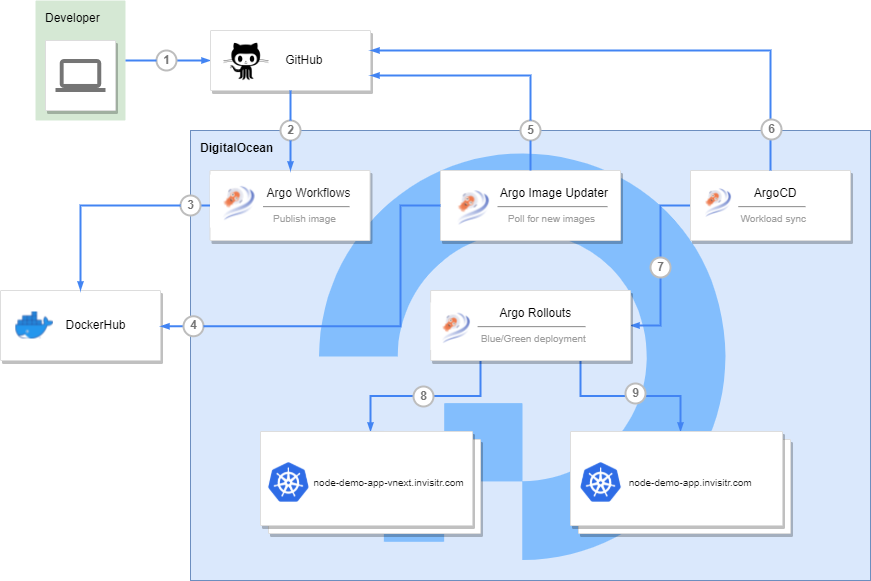 Developer
1
GitHub
2
5
6
DigitalOcean
Argo Workflows
Publish image
Argo Image Updater
Poll for new images
ArgoCD
Workload sync
3
7
DockerHub
4
Argo Rollouts
Blue/Green deployment
8
9
node-demo-app-vnext.invisitr.com
node-demo-app.invisitr.com